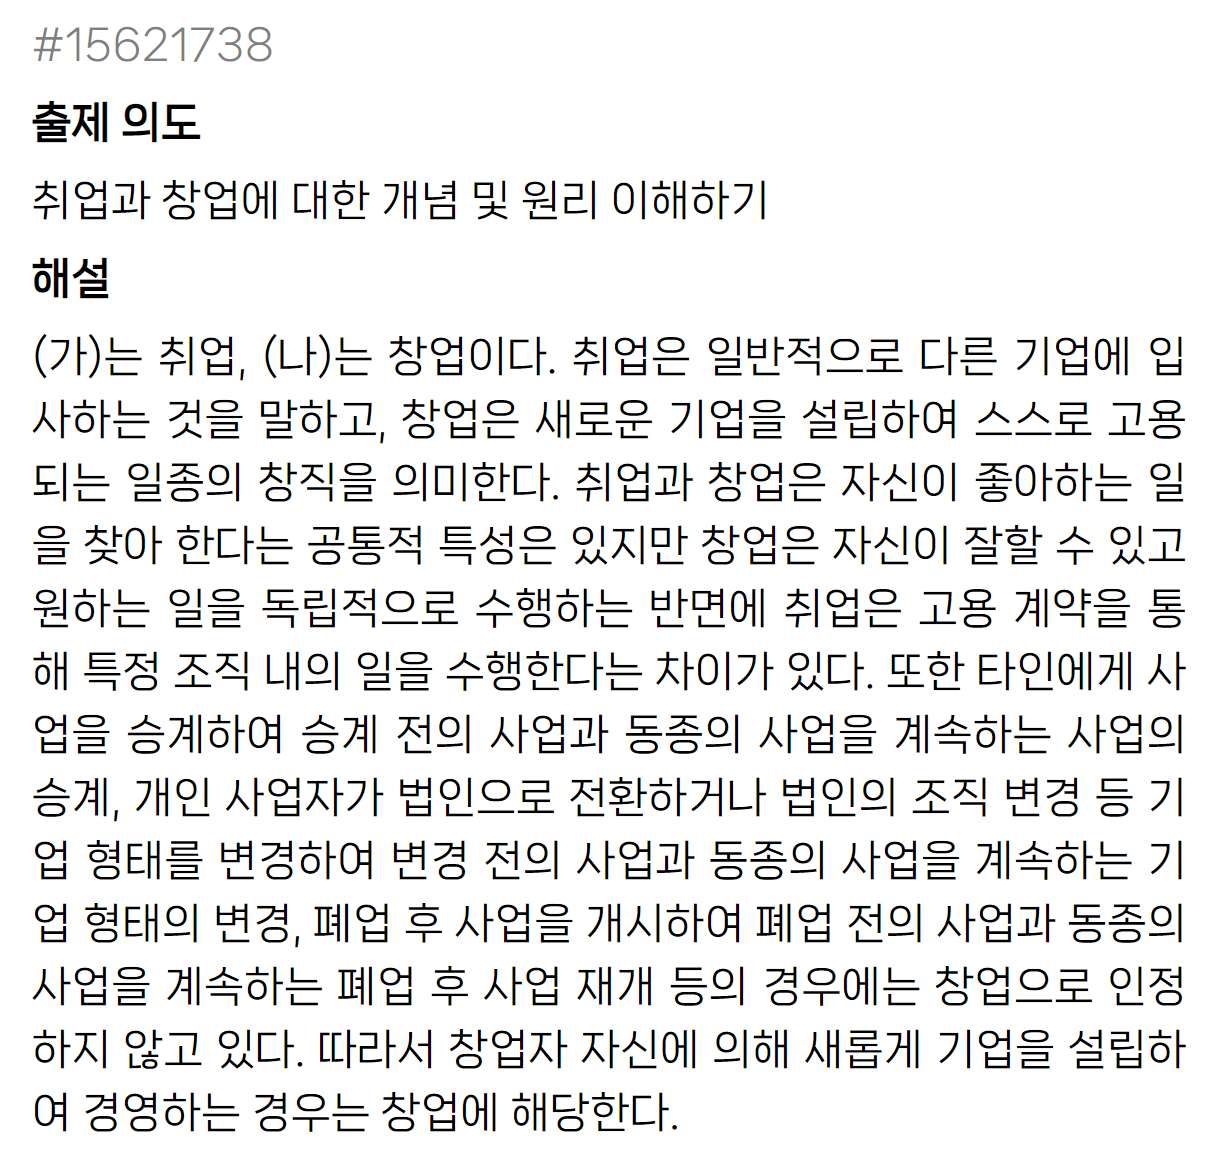 #15621738
출제 의도
취업과 창업에 대한 개념 및 원리 이해하기
해설
(가)는 취업, (나)는 창업이다. 취업은 일반적으로 다른 기업에 입
사하는 것을 말하고, 창업은 새로운 기업을 설립하여 스스로 고용
되는 일종의 창직을 의미한다. 취업과 창업은 자신이 좋아하는 일
을 찾아 한다는 공통적 특성은 있지만 창업은 자신이 잘할 수 있고
원하는 일을 독립적으로 수행하는 반면에 취업은 고용 계약을 통
해 특정 조직 내의 일을 수행한다는 차이가 있다. 또한 타인에게 사
업을 승계하여 승계 전의 사업과 동종의 사업을 계속하는 사업의
승계, 개인 사업자가 법인으로 전환하거나 법인의 조직 변경 등 기
업 형태를 변경하여 변경 전의 사업과 동종의 사업을 계속하는 기
업 형태의 변경, 폐업 후 사업을 개시하여 폐업 전의 사업과 동종의
사업을 계속하는 폐업 후 사업 재개 등의 경우에는 창업으로 인정
하지 않고 있다. 따라서 창업자 자신에 의해 새롭게 기업을 설립하
여 경영하는 경우는 창업에 해당한다.